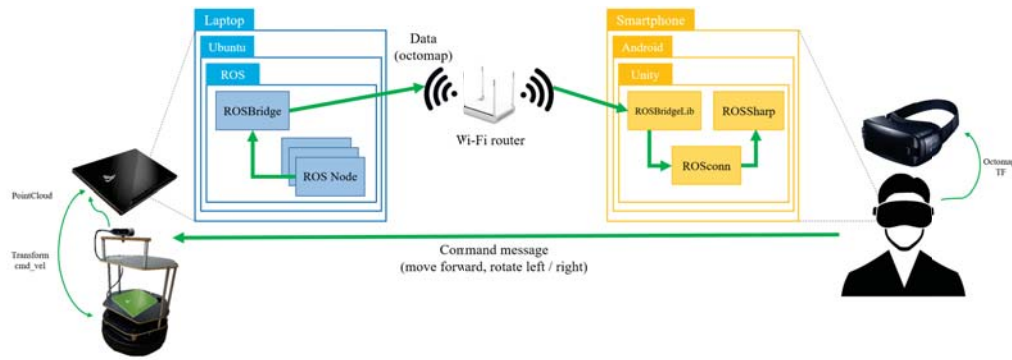 Laptop
Ubuntu
ROS
ROSBridge
ROS Node
Data
(octomap)
Wi-Fi router
Smartphone
Android
Unity
ROSBridgeLib
ROSSharp
ROSconn
Octomap
TF
PointCloud
Transform
cmd_vel
Command message
(move forward, rotate left / right)